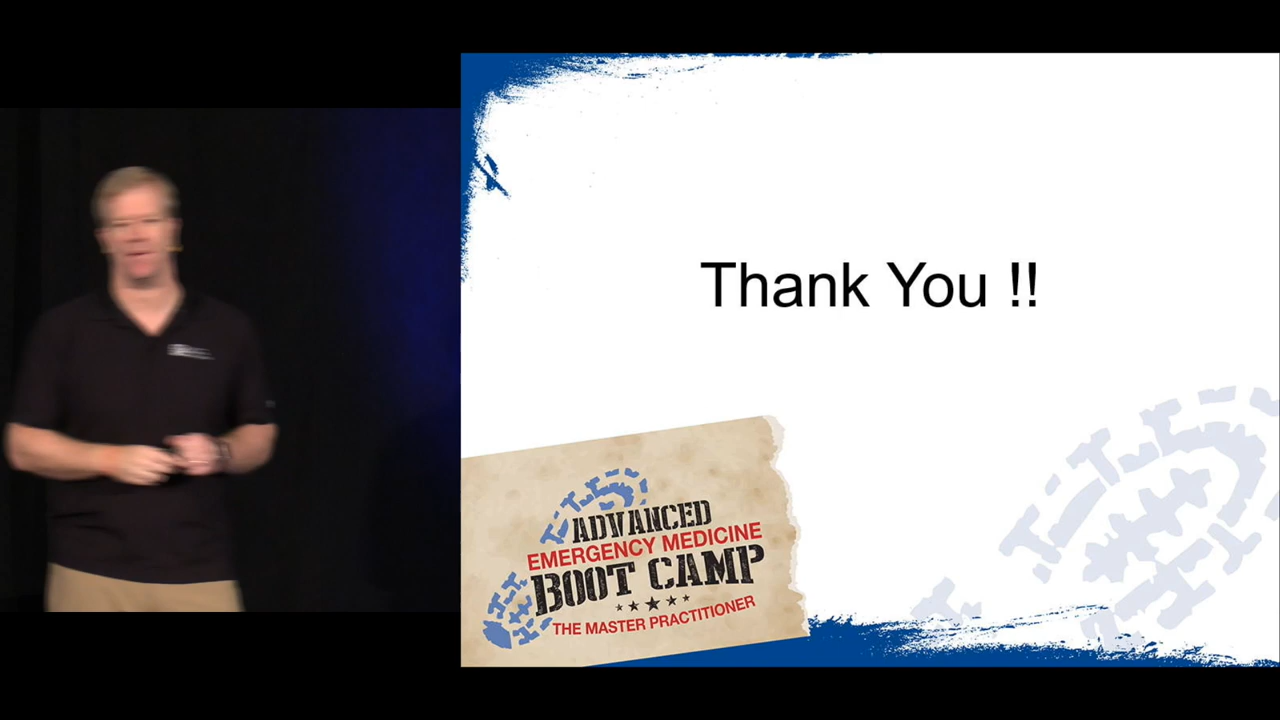 Thank You !!
ADVANCED
EMERGENCY MEDICINE
BOOT CAMP
THE MASTER PRACTITIONER